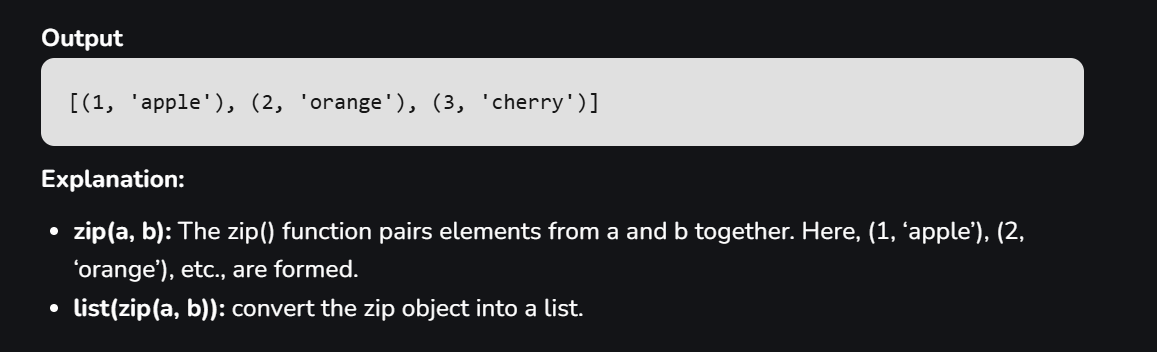 Output
[(1, 'apple'), (2, 'orange'), (3, 'cherry')]
Explanation:
• zip(a, b): The zip() function pairs elements from a and b together. Here, (1, ‘apple’), (2,
‘orange’), etc., are formed.
• list(zip(a, b)): convert the zip object into a list.